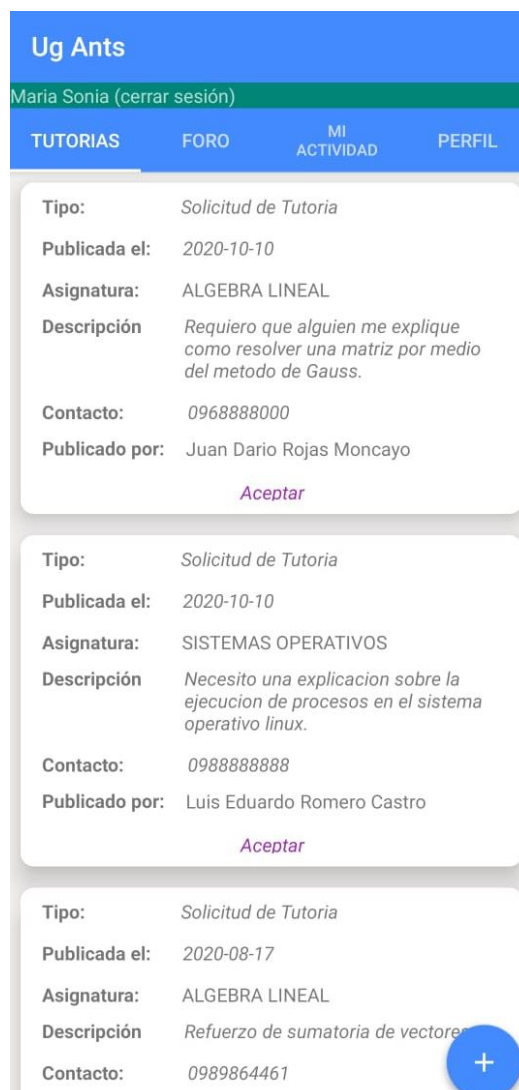 Ug Ants
Maria Sonia (cerrar sesión)
TUTORIAS FORO MI ACTIVIDAD PERFIL
Tipo: Solicitud de Tutoria
Publicada el: 2020-10-10
Asignatura: ALGEBRA LINEAL
Descripción Requiero que alguien me explique
como resolver una matriz por medio
del metodo de Gauss.
Contacto: 0968888000
Publicado por: Juan Dario Rojas Moncayo
Aceptar
Tipo: Solicitud de Tutoria
Publicada el: 2020-10-10
Asignatura: SISTEMAS OPERATIVOS
Descripción Necesito una explicacion sobre la
ejecucion de procesos en el sistema
operativo linux.
Contacto: 0988888888
Publicado por: Luis Eduardo Romero Castro
Aceptar
Tipo: Solicitud de Tutoria
Publicada el: 2020-08-17
Asignatura: ALGEBRA LINEAL
Descripción Refuerzo de sumatoria de vectores
Contacto: 0989864461
+